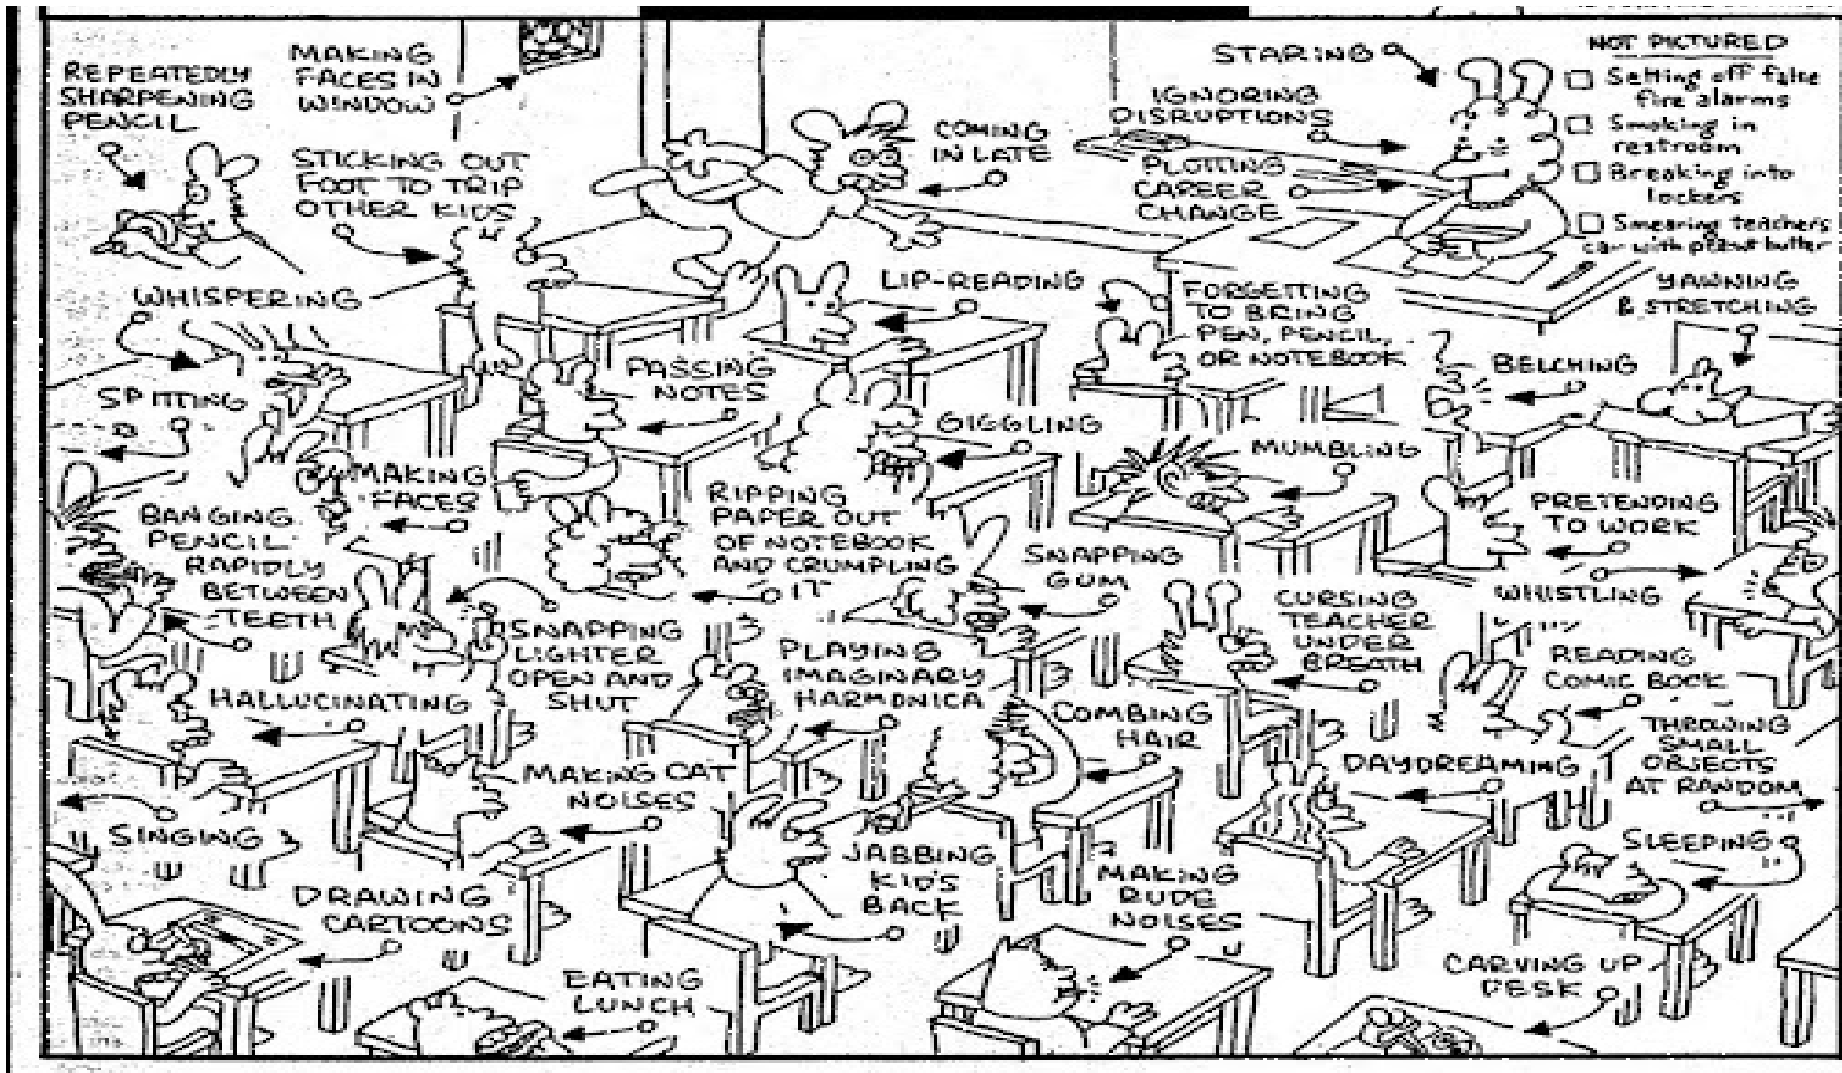 REPEATEDLY
SHARPENING
PENCIL
MAKING
FACES IN
WINDOW
STICKING OUT
FOOT TO TRIP
OTHER KIDS
COMING
IN LATE
STARING
IGNORING
DISRUPTIONS
PLOTTING
CAREER
CHANGE
NOT PICTURED
Setting off false
fire alarms
Smoking in
restroom
Breaking into
lockers
Smearing teachers
car with peanut butter
WHISPERING
LIP-READING
FORGETTING
TO BRING
PEN, PENCIL,
OR NOTEBOOK
YAWNING
& STRETCHING
SPITTING
PASSING
NOTES
GIGGLING
BELCHING
MUMBLING
MAKING
FACES
BANGING
PENCIL
RAPIDLY
BETWEEN
TEETH
RIPPING
PAPER OUT
OF NOTEBOOK
AND CRUMPLING
IT
SNAPPING
GUM
PRETENDING
TO WORK
WHISTLING
HALLUCINATING
SNAPPING
LIGHTER
OPEN AND
SHUT
PLAYING
IMAGINARY
HARMONICA
CURSING
TEACHER
UNDER
BREATH
READING
COMIC BOOK
COMBING
HAIR
THROWING
SMALL
OBJECTS
AT RANDOM
MAKING CAT
NOISES
DAYDREAMING
SINGING
SLEEPING
DRAWING
CARTOONS
JABBING
KID'S
BACK
MAKING
RUDE
NOISES
EATING
LUNCH
CARVING UP
DESK